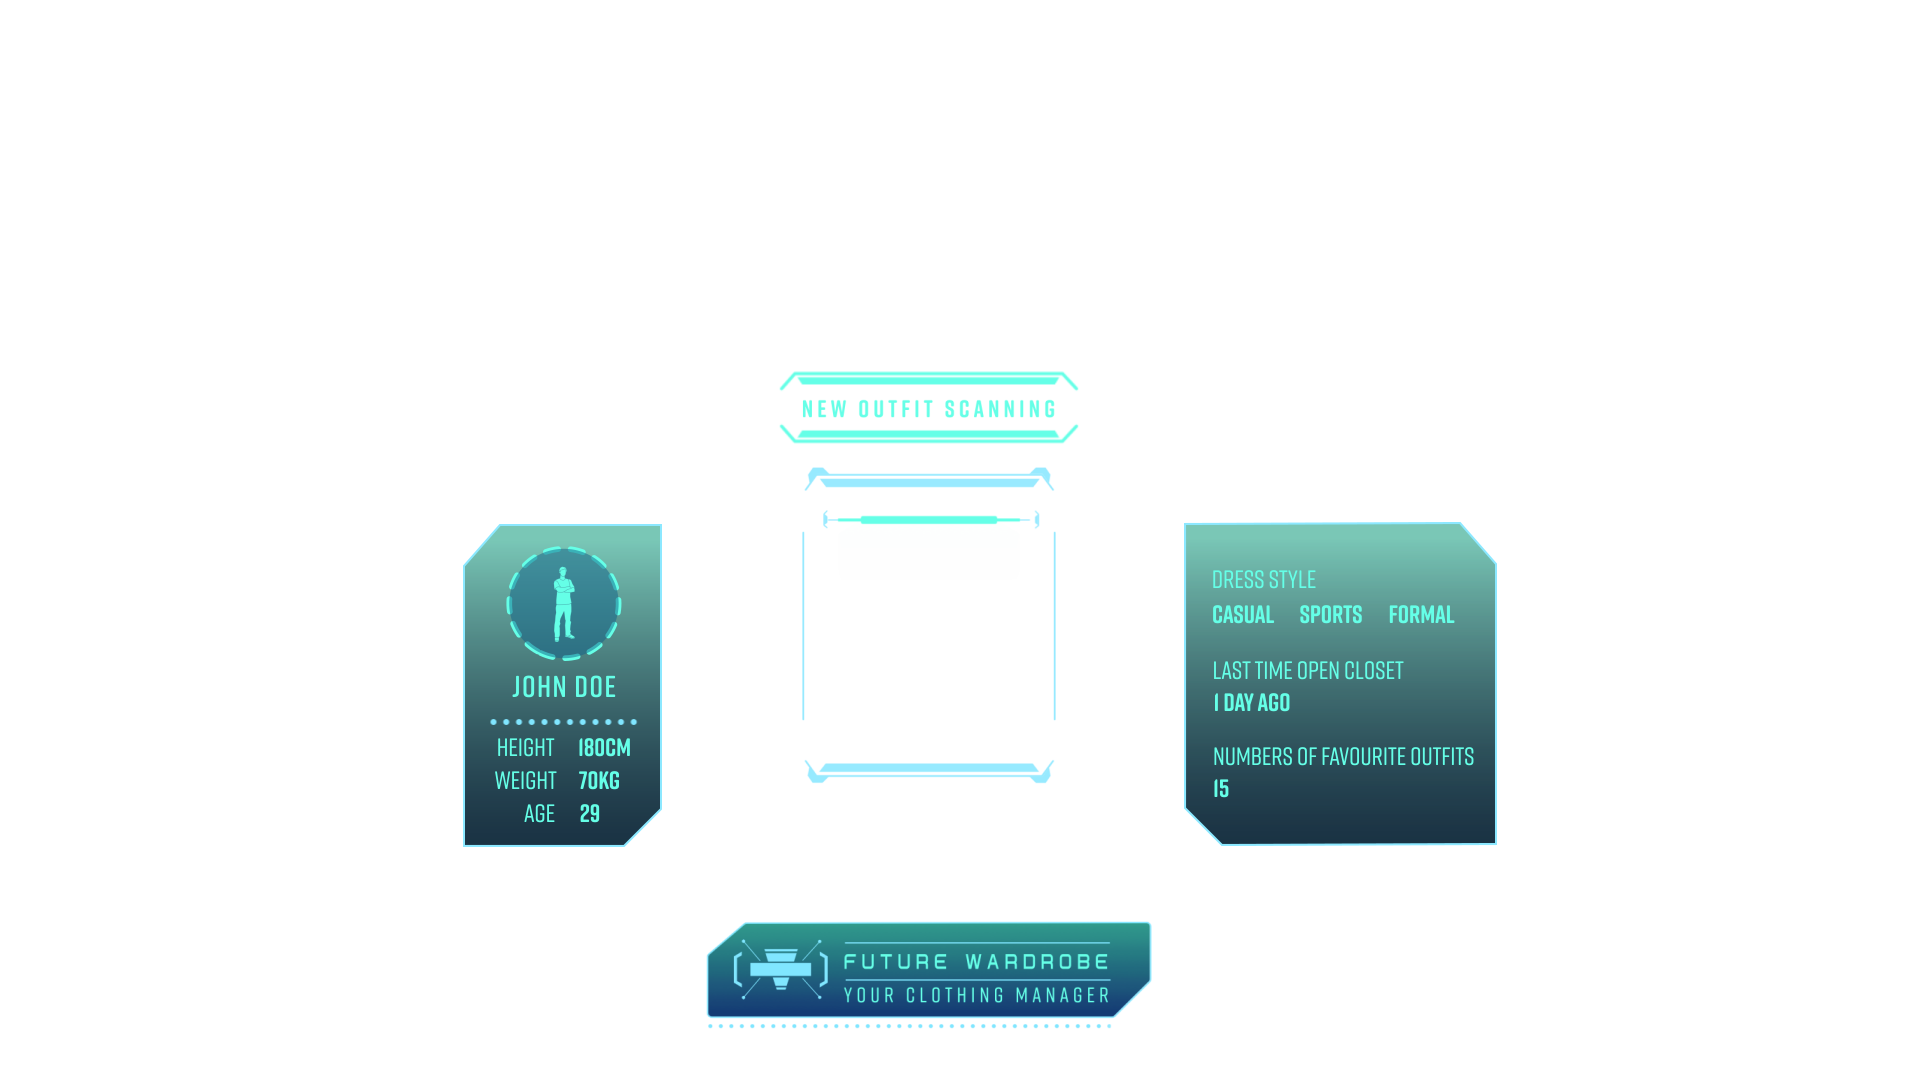 NEW OUTFIT SCANNING
JOHN DOE
HEIGHT 180CM
WEIGHT 70KG
AGE 29
DRESS STYLE
CASUAL SPORTS FORMAL
LAST TIME OPEN CLOSET
1 DAY AGO
NUMBERS OF FAVOURITE OUTFITS
15
FUTURE WARDROBE
YOUR CLOTHING MANAGER